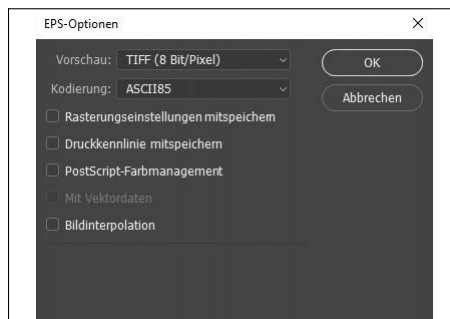 EPS-Optionen
Vorschau: TIFF (8 Bit/Pixel)
OK
Kodierung: ASCII85
Abbrechen
Rasterungseinstellungen mitspeichern
Druckkennlinie mitspeichern
PostScript-Farbmanagement
Mit Vektordaten
Bildinterpolation